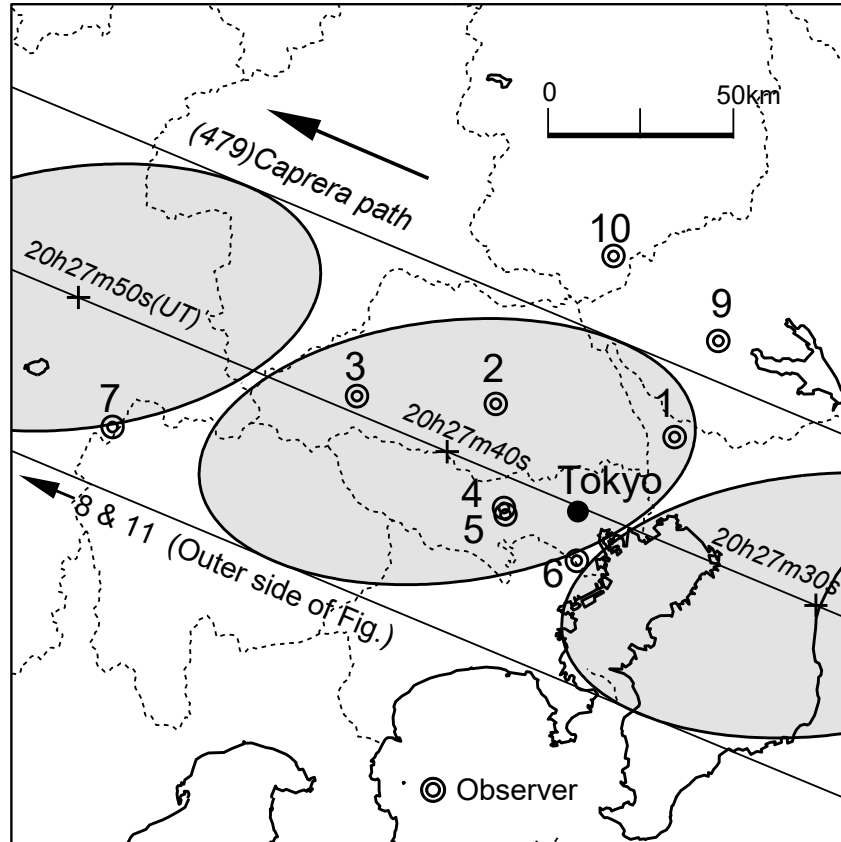 0 50km
(479)Caprera path
10
20h27m50s(UT)
9
3
2
7
1
20h27m40s
Tokyo
4
5
8 & 11 (Outer side of Fig.)
6
20h27m30s
Observer